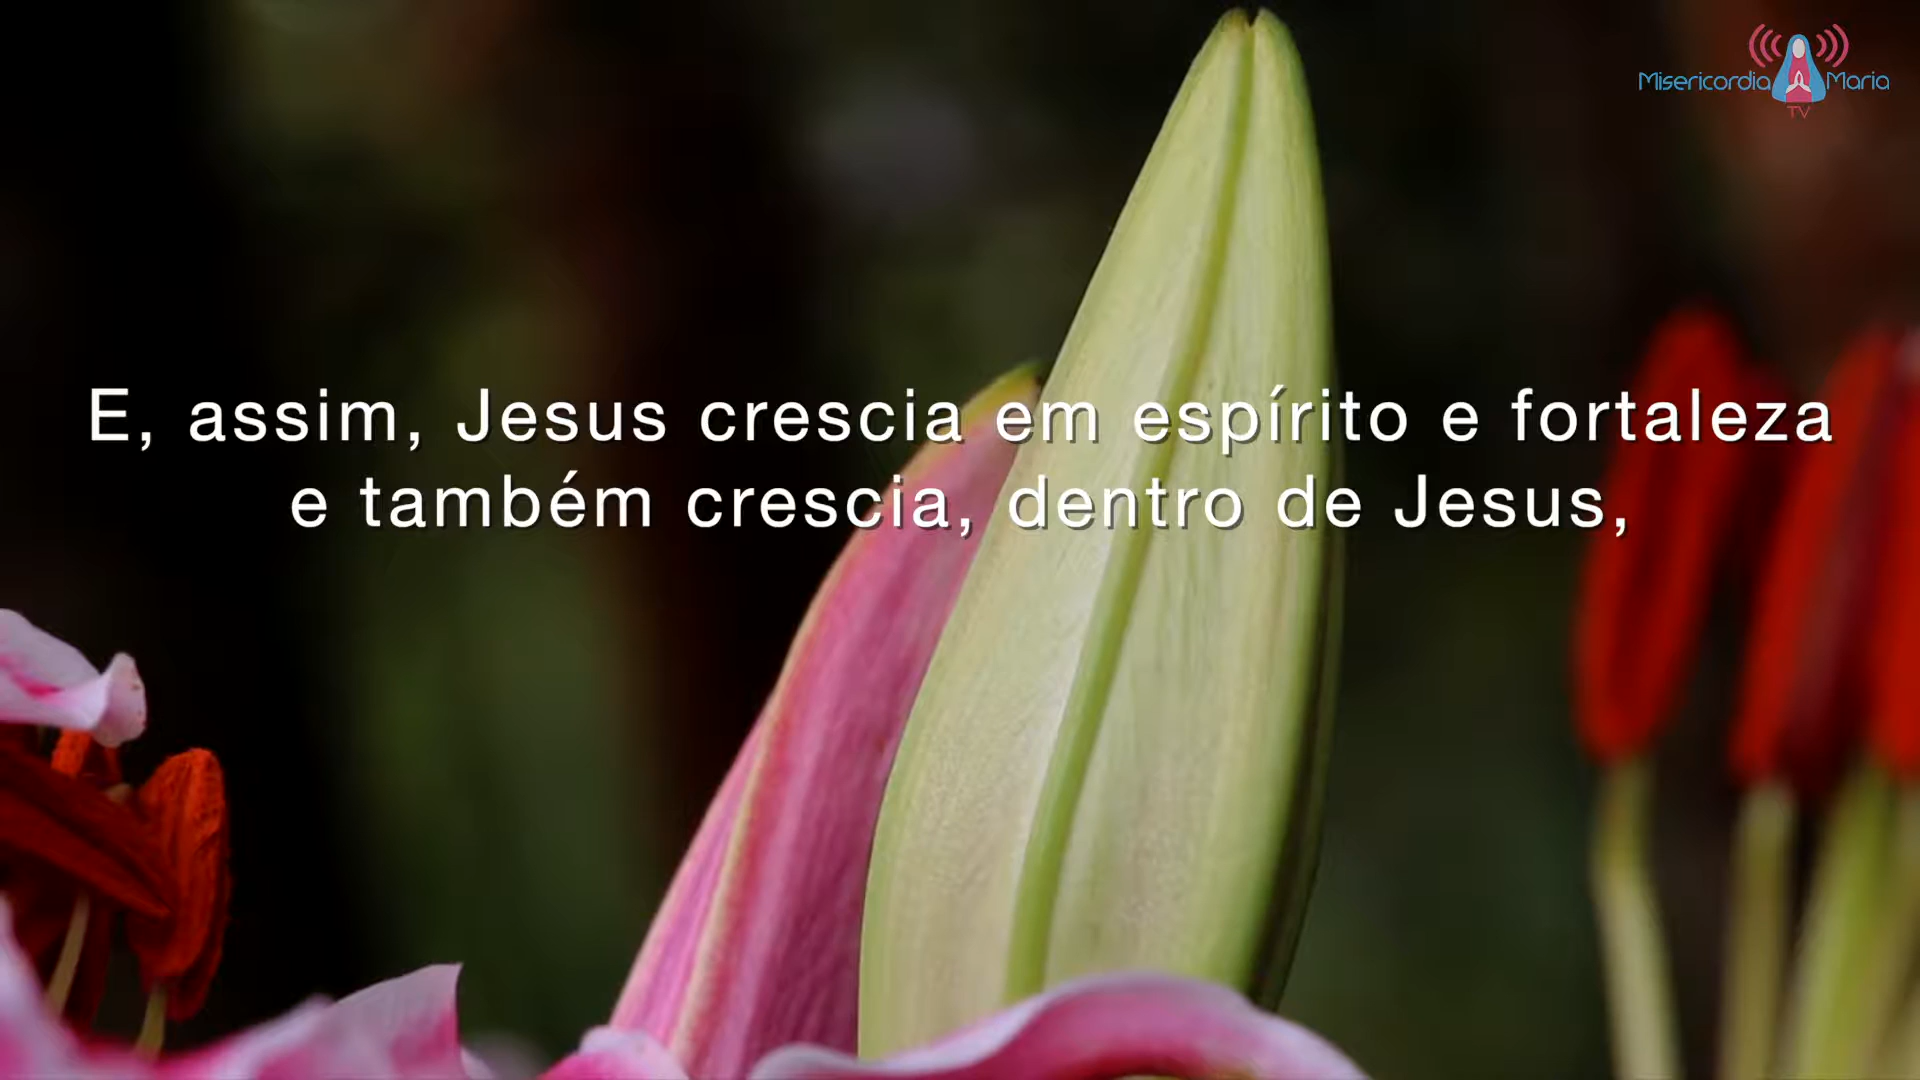 Misericordia Maria
TV
E, assim, Jesus crescia em espírito e fortaleza
e também crescia, dentro de Jesus,